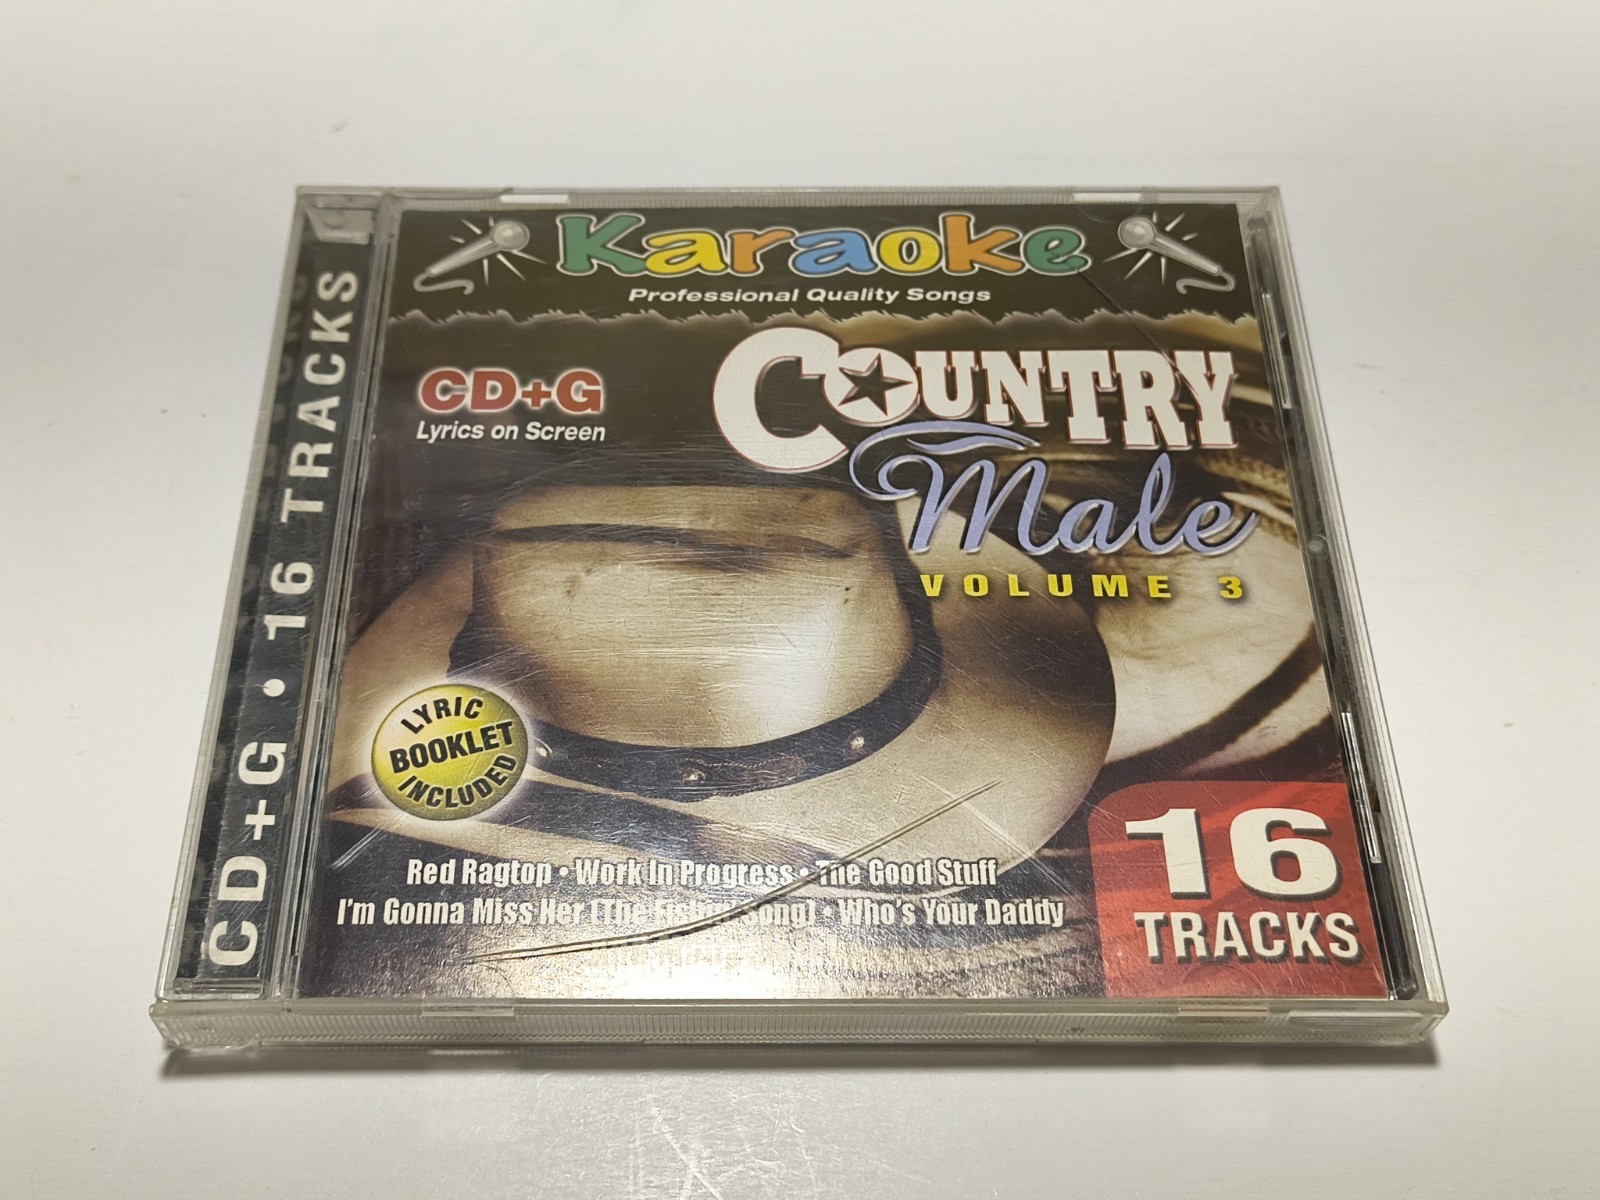 Karaoke
Professional Quality Songs
CD+G
Lyrics on Screen
COUNTRY
Male
VOLUME 3
LYRIC
BOOKLET
INCLUDED
Red Ragtop • Work In Progress • The Good Stuff
I'm Gonna Miss Her (The Fishin' Song) • Who's Your Daddy
16
TRACKS
CD+G • 16 TRACKS